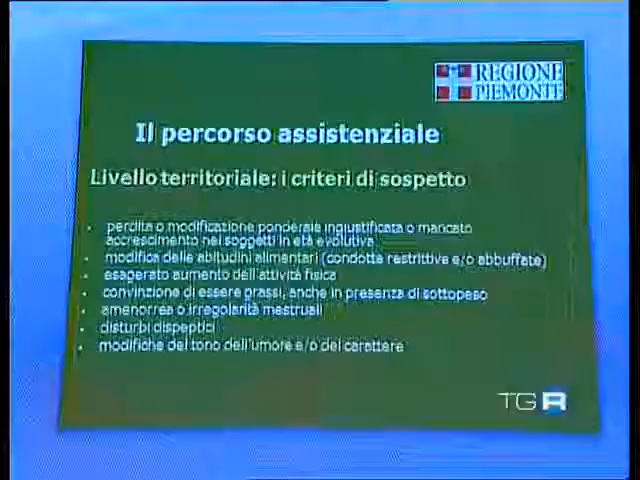 REGIONE
PIEMONTE
Il percorso assistenziale
Livello territoriale: i criteri di sospetto
perdita o modificazione ponderale ingiustificata o mancato
accrescimento nei soggetti in età evolutiva
modifica delle abitudini alimentari (condotte restrittive e/o abbuffate)
esagerato aumento dell'attività fisica
convinzione di essere grassi, anche in presenza di sottopeso
amenorrea o irregolarità mestruali
disturbi dispeptici
modifiche del tono dell'umore e/o del carattere
TGR